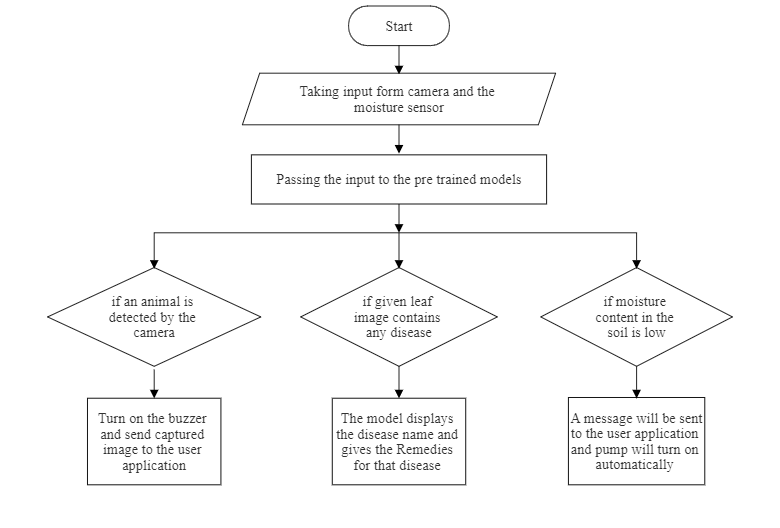 Start
Taking input form camera and the
moisture sensor
Passing the input to the pre trained models
if an animal is
detected by the
camera
if given leaf
image contains
any disease
if moisture
content in the
soil is low
Turn on the buzzer
and send captured
image to the user
application
The model displays
the disease name and
gives the Remedies
for that disease
A message will be sent
to the user application
and pump will turn on
automatically